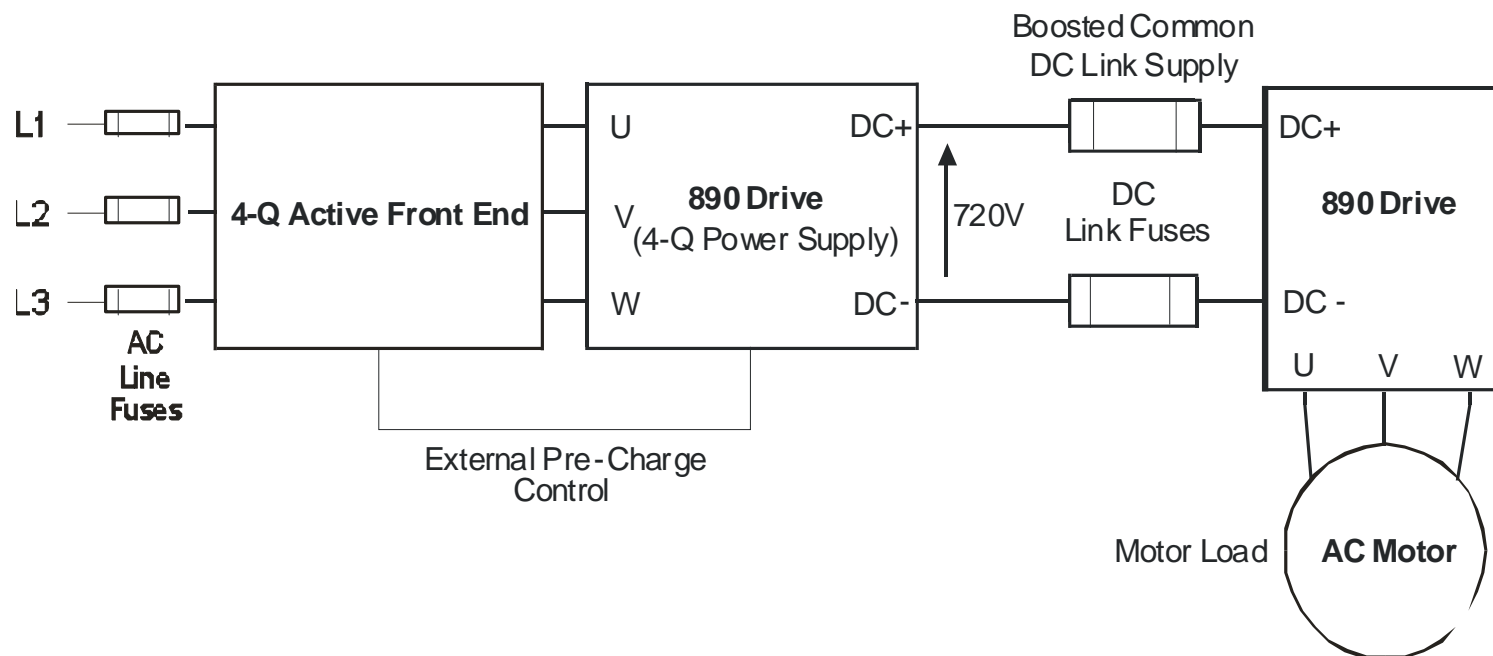 Boosted Common
DC Link Supply
L1
U
DC+
DC+
L2
4-Q Active Front End
V
890 Drive
(4-Q Power Supply)
720V
DC
Link Fuses
890 Drive
L3
W
DC-
DC -
AC
Line
Fuses
U
V
W
External Pre-Charge
Control
Motor Load
AC Motor